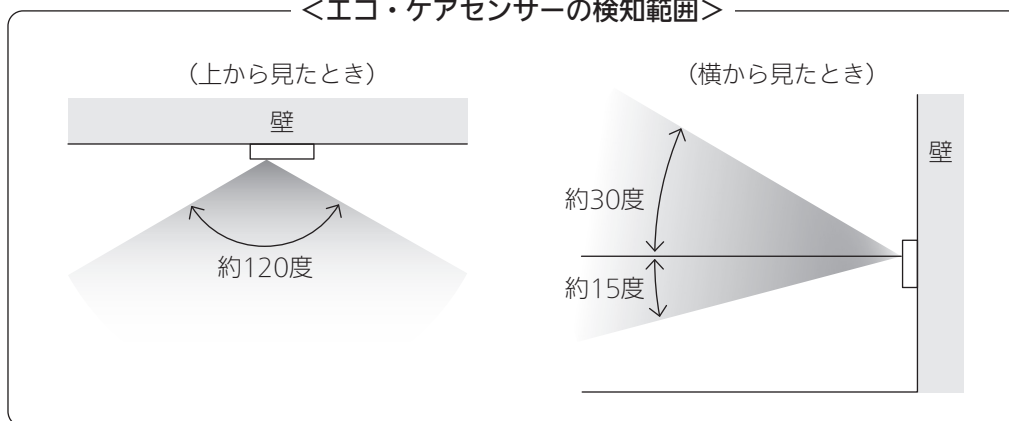 <エコ・ケアセンサーの検知範囲>
（上から見たとき）
壁
約120度
（横から見たとき）
壁
約30度
約15度